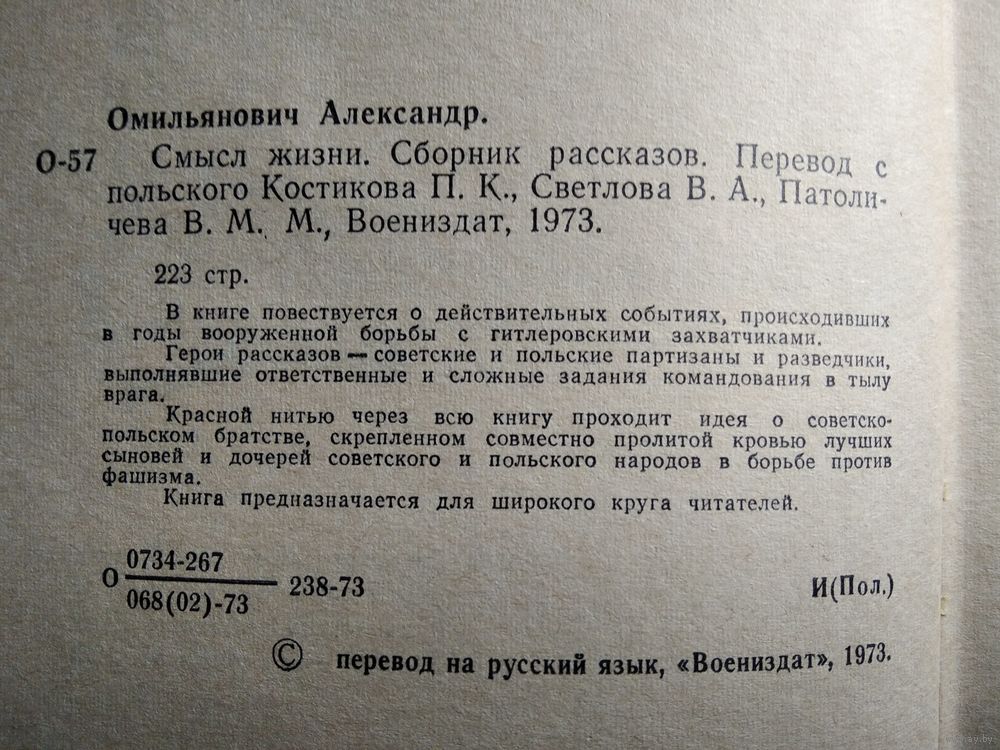 Омильянович Александр.
О-57 Смысл жизни. Сборник рассказов. Перевод с
польского Костикова П. К., Светлова В. А., Патоли-
чева В. М. М., Воениздат, 1973.
223 стр.
В книге повествуется о действительных событиях, происходивших
в годы вооруженной борьбы с гитлеровскими захватчиками.
Герои рассказов — советские и польские партизаны и разведчики,
выполнявшие ответственные и сложные задания командования в тылу
врага.
Красной нитью через всю книгу проходит идея о советско-
польском братстве, скрепленном совместно пролитой кровью лучших
сыновей и дочерей советского и польского народов в борьбе против
фашизма.
Книга предназначается для широкого круга читателей.
0734-267
О 238-73 И(Пол.)
068(02)-73
© перевод на русский язык, «Воениздат», 1973.